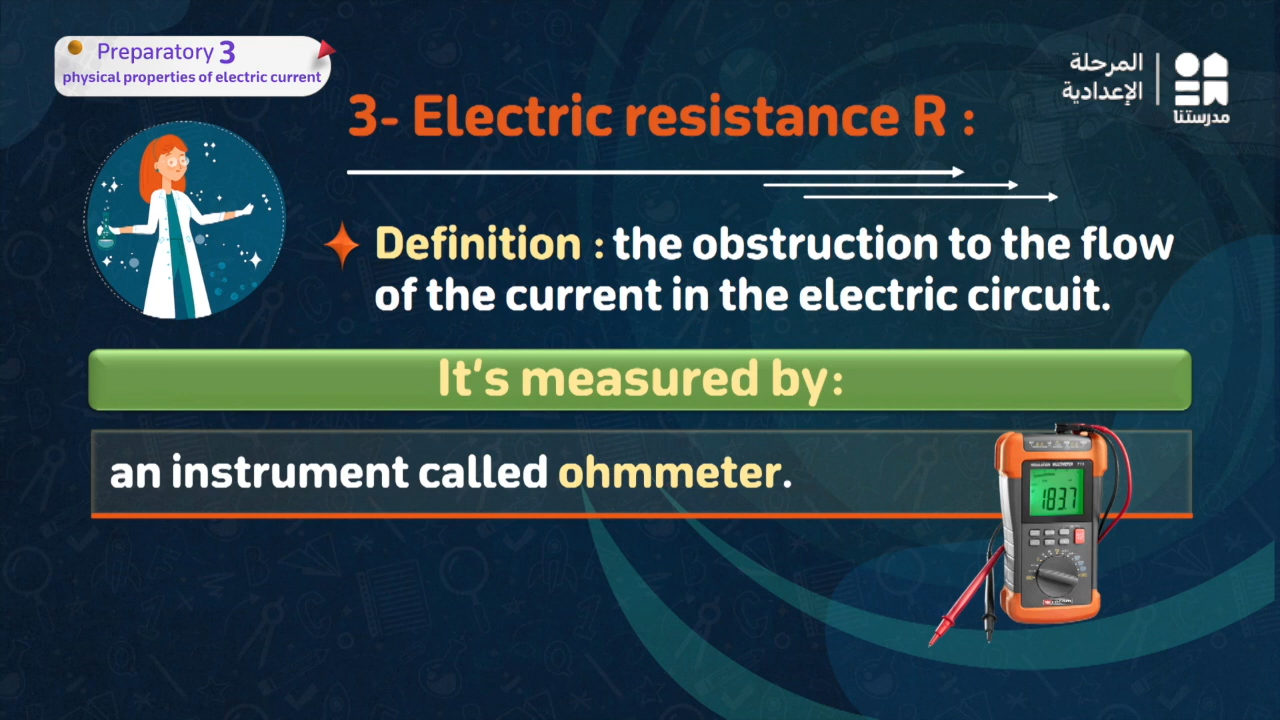 Preparatory 3
physical properties of electric current
المرحلة
الإعدادية
مدرستنا
3- Electric resistance R :
Definition : the obstruction to the flow
of the current in the electric circuit.
It's measured by:
an instrument called ohmmeter.
1837